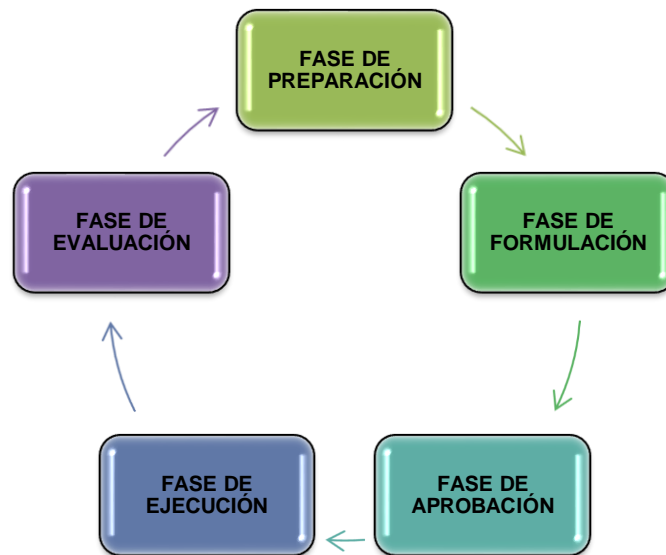 FASE DE
PREPARACIÓN
FASE DE
FORMULACIÓN
FASE DE
APROBACIÓN
FASE DE
EJECUCIÓN
FASE DE
EVALUACIÓN